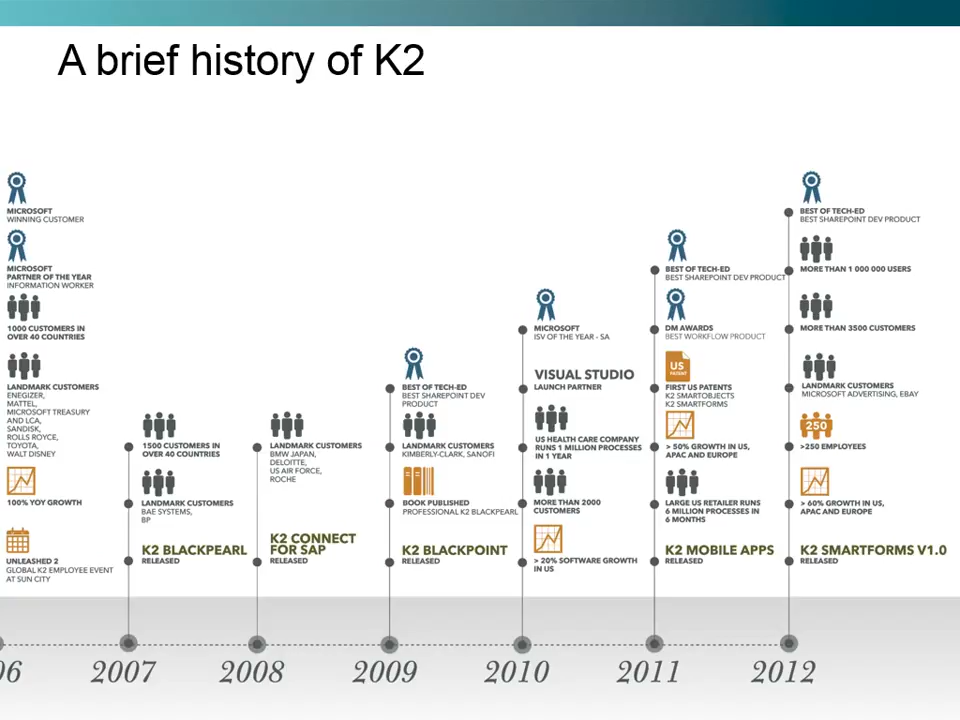 A brief history of K2
MICROSOFT
WINNING CUSTOMER
MICROSOFT
PARTNER OF THE YEAR
INFORMATION WORKER
1000 CUSTOMERS IN
OVER 40 COUNTRIES
LANDMARK CUSTOMERS
ENEGIZER,
MATTEL,
MICROSOFT TREASURY
AND LCA,
SANDISK,
ROLLS ROYCE,
TOYOTA,
WALT DISNEY
100% YOY GROWTH
UNLEASHED 2
GLOBAL K2 EMPLOYEE EVENT
AT SUN CITY
06
1500 CUSTOMERS IN
OVER 40 COUNTRIES
LANDMARK CUSTOMERS
BAE SYSTEMS,
BP
K2 BLACKPEARL
RELEASED
2007
LANDMARK CUSTOMERS
BMW JAPAN,
DELOITTE,
US AIR FORCE,
ROCHE
K2 CONNECT
FOR SAP
RELEASED
2008
BEST OF TECH-ED
BEST SHAREPOINT DEV
PRODUCT
LANDMARK CUSTOMERS
KIMBERLY-CLARK, SANOFI
BOOK PUBLISHED
PROFESSIONAL K2 BLACKPEARL
K2 BLACKPOINT
RELEASED
2009
MICROSOFT
ISV OF THE YEAR - SA
VISUAL STUDIO
LAUNCH PARTNER
US HEALTH CARE COMPANY
RUNS 1 MILLION PROCESSES
IN 1 YEAR
MORE THAN 2000
CUSTOMERS
> 20% SOFTWARE GROWTH
IN US
2010
BEST OF TECH-ED
BEST SHAREPOINT DEV PRODUCT
DM AWARDS
BEST WORKFLOW PRODUCT
US
PATENT
FIRST US PATENTS
K2 SMARTOBJECTS
K2 SMARTFORMS
> 50% GROWTH IN US,
APAC AND EUROPE
LARGE US RETAILER RUNS
6 MILLION PROCESSES IN
6 MONTHS
K2 MOBILE APPS
RELEASED
2011
BEST OF TECH-ED
BEST SHAREPOINT DEV PRODUCT
MORE THAN 1 000 000 USERS
MORE THAN 3500 CUSTOMERS
LANDMARK CUSTOMERS
MICROSOFT ADVERTISING, EBAY
250
>250 EMPLOYEES
> 60% GROWTH IN US,
APAC AND EUROPE
K2 SMARTFORMS V1.0
RELEASED
2012